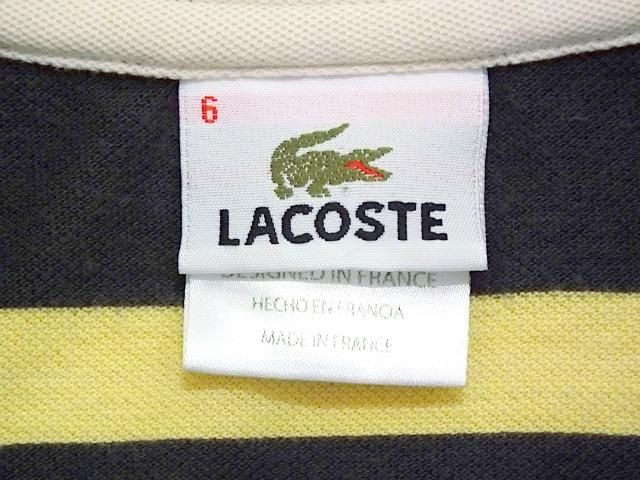 6
LACOSTE
DESIGNED IN FRANCE
HECHO EN FRANCIA
MADE IN FRANCE